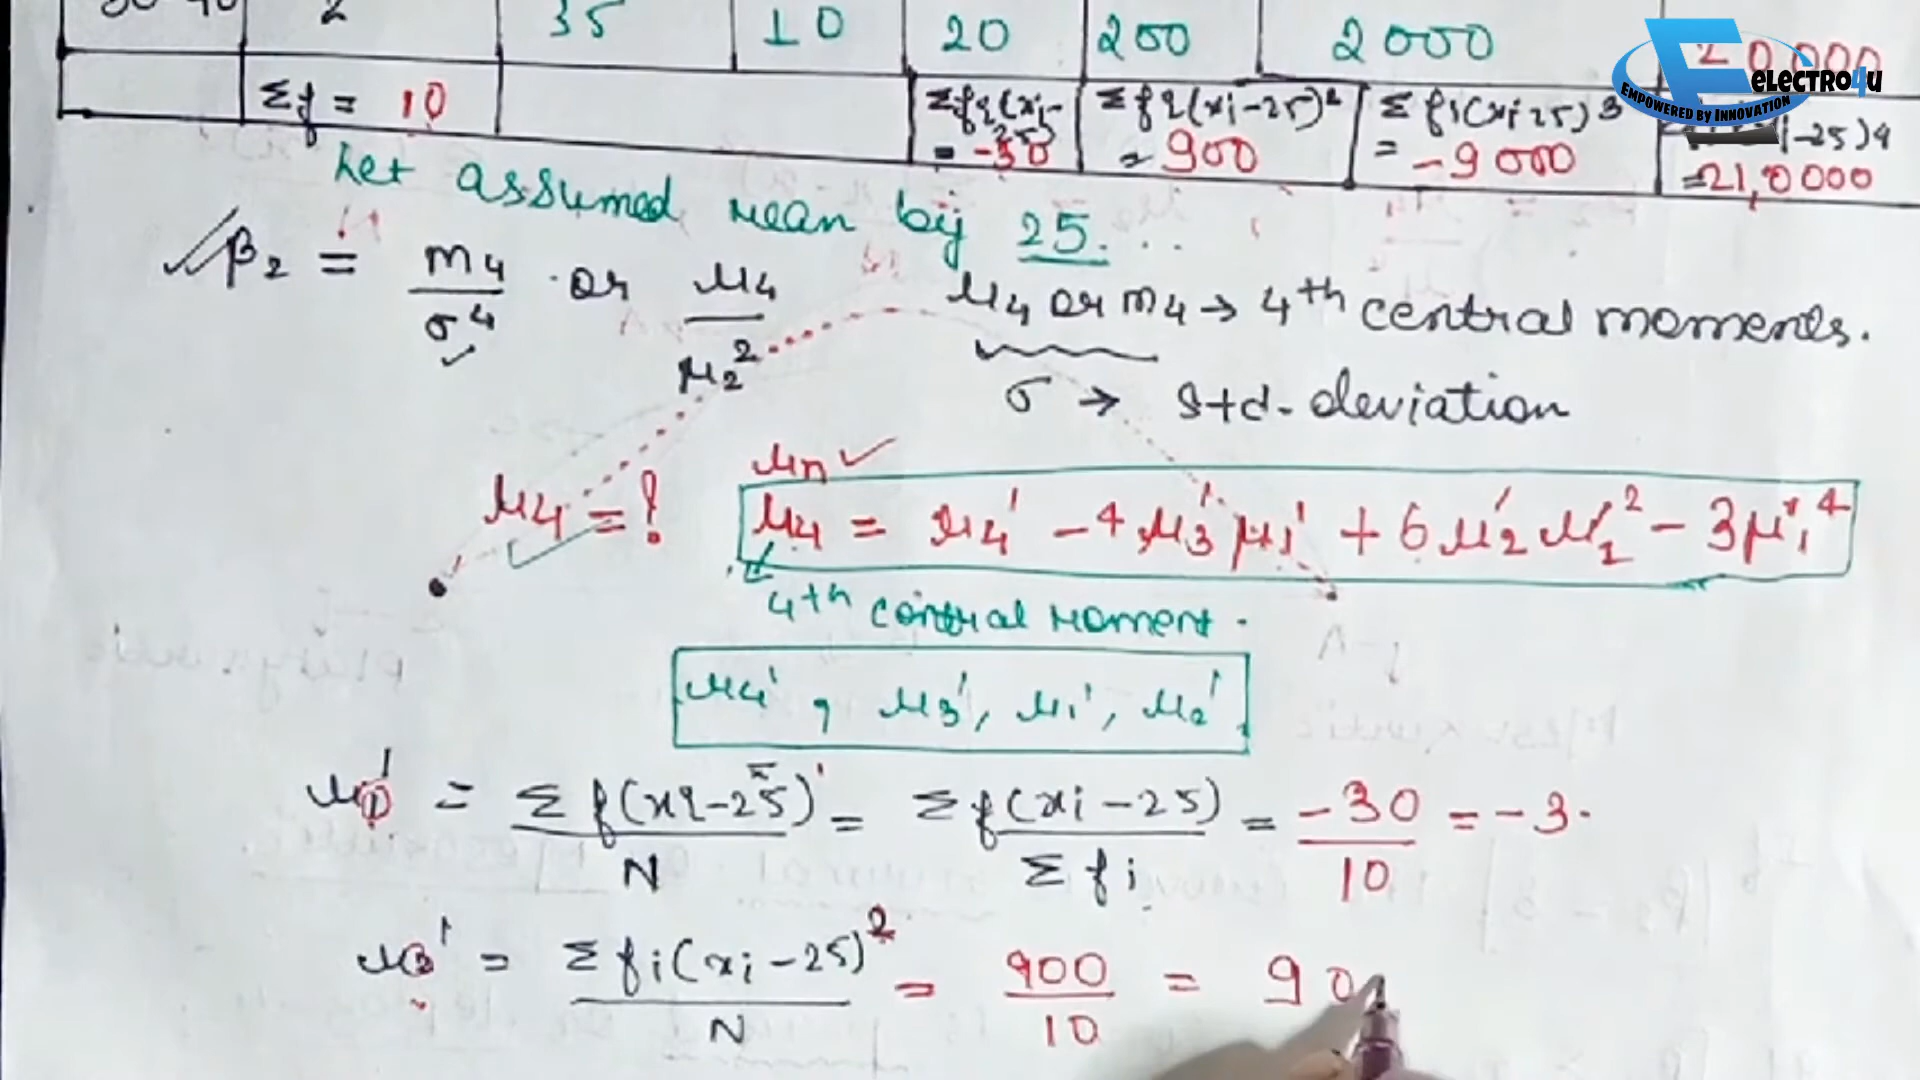 2 35 10 20 200 2000 20,000
Σf = 10 Σfi(xi-25) = -30 Σfi(xi-25)² = 900 Σfi(xi-25)³ = -9000 -25)4 =21,0000
ELECTRO4U
EMPOWERED by INNOVATION
Let assumed mean by 25...
β2 = m4/σ4 or μ4/μ2² μ4 or m4 → 4th central moments.
σ → Std-deviation
μn
μ4 = ! μ4 = μ4' - 4μ3'μ1' + 6μ2'μ1'² - 3μ1'4
4th central moment.
μ4', μ3', μ1', μ2'
μ1' = Σf(xi-25)'/N = Σf(xi-25)/Σfi = -30/10 = -3.
μ2' = Σfi(xi-25)²/N = 900/10 = 90